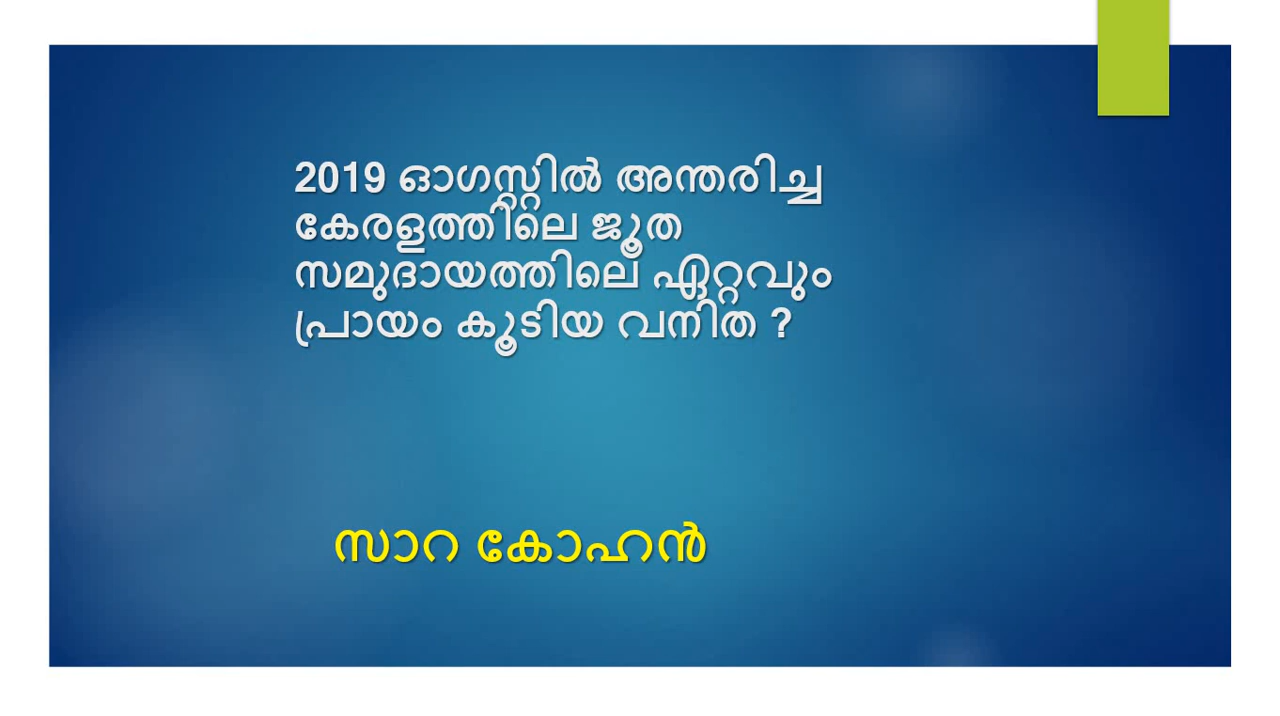 2019 ഓഗസ്റ്റിൽ അന്തരിച്ച
കേരളത്തിലെ ജൂത
സമുദായത്തിലെ ഏറ്റവും
പ്രായം കൂടിയ വനിത ?
സാറ കോഹൻ